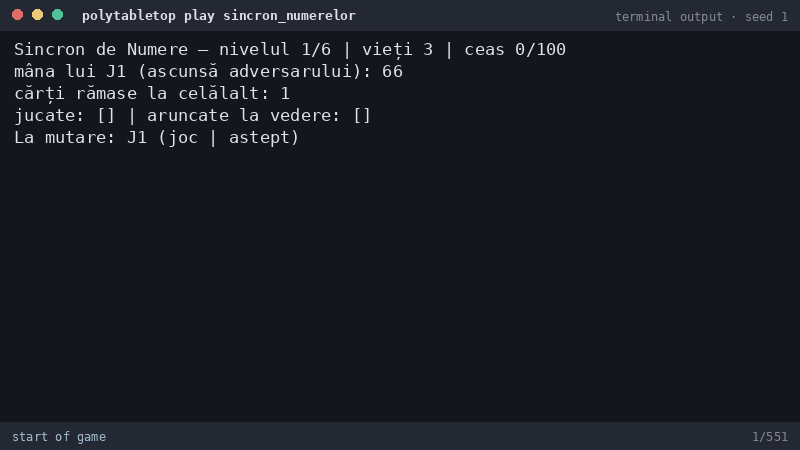 polytabletop play sincron_numerelor
terminal output · seed 1
Sincron de Numere — nivelul 1/6 | vieți 3 | ceas 0/100
mâna lui J1 (ascunsă adversarului): 66
cărți rămase la celălalt: 1
jucate: [] | aruncate la vedere: []
La mutare: J1 (joc | astept)
start of game
1/551